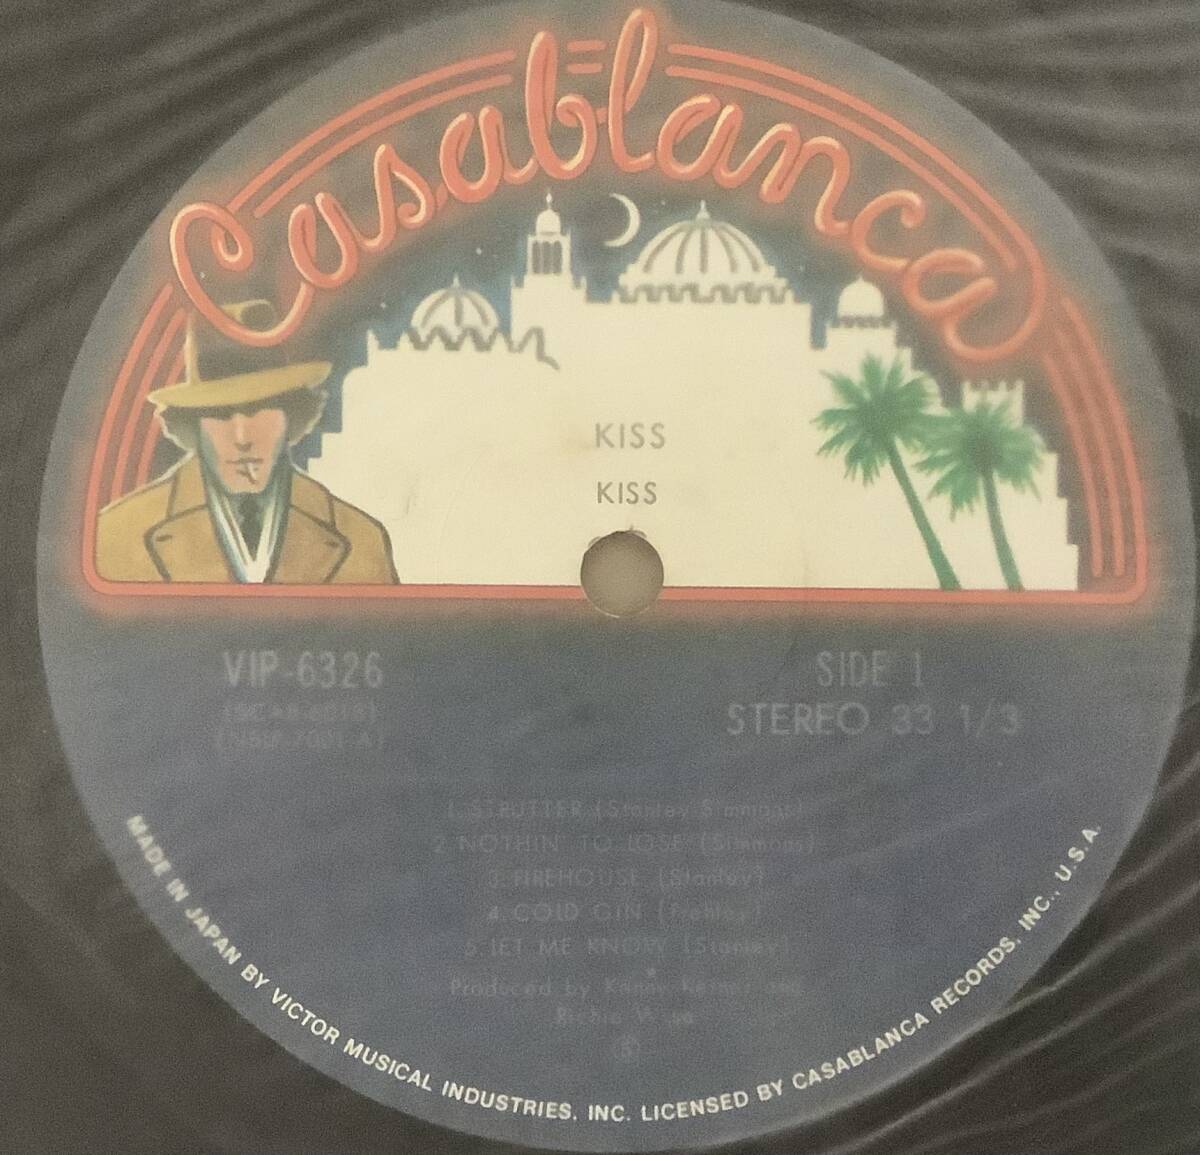 Casablanca
KISS
KISS
VIP-6326
SIDE 1
STEREO 33 1/3
1. STRUTTER (Stanley Simmons)
2 NOTHIN' TO LOSE (Simmons)
3. FIREHOUSE (Stanley)
4. COLD GIN (Frehley)
5. LET ME KNOW (Stanley)
Produced by Kenny Kerner and
Richie Wise
MADE IN JAPAN BY VICTOR MUSICAL INDUSTRIES, INC. LICENSED BY CASABLANCA RECORDS, INC., U.S.A.